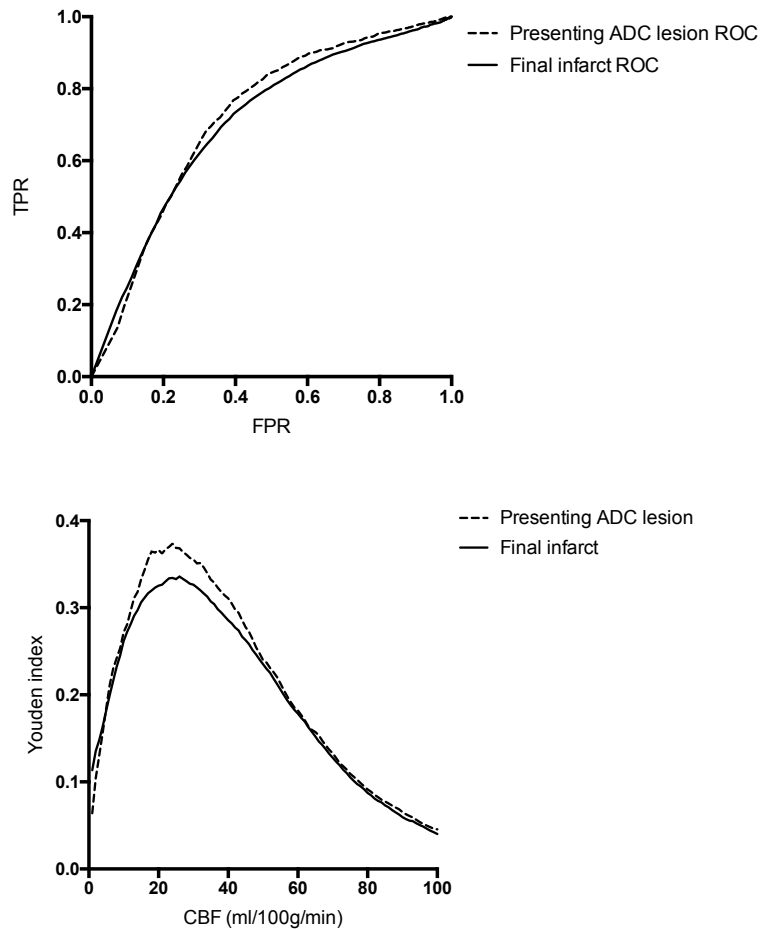 1.0
0.8
0.6
0.4
0.2
0.0
TPR
0.0 0.2 0.4 0.6 0.8 1.0
FPR
Presenting ADC lesion ROC
Final infarct ROC
0.4
0.3
0.2
0.1
0.0
Youden index
0 20 40 60 80 100
CBF (ml/100g/min)
Presenting ADC lesion
Final infarct